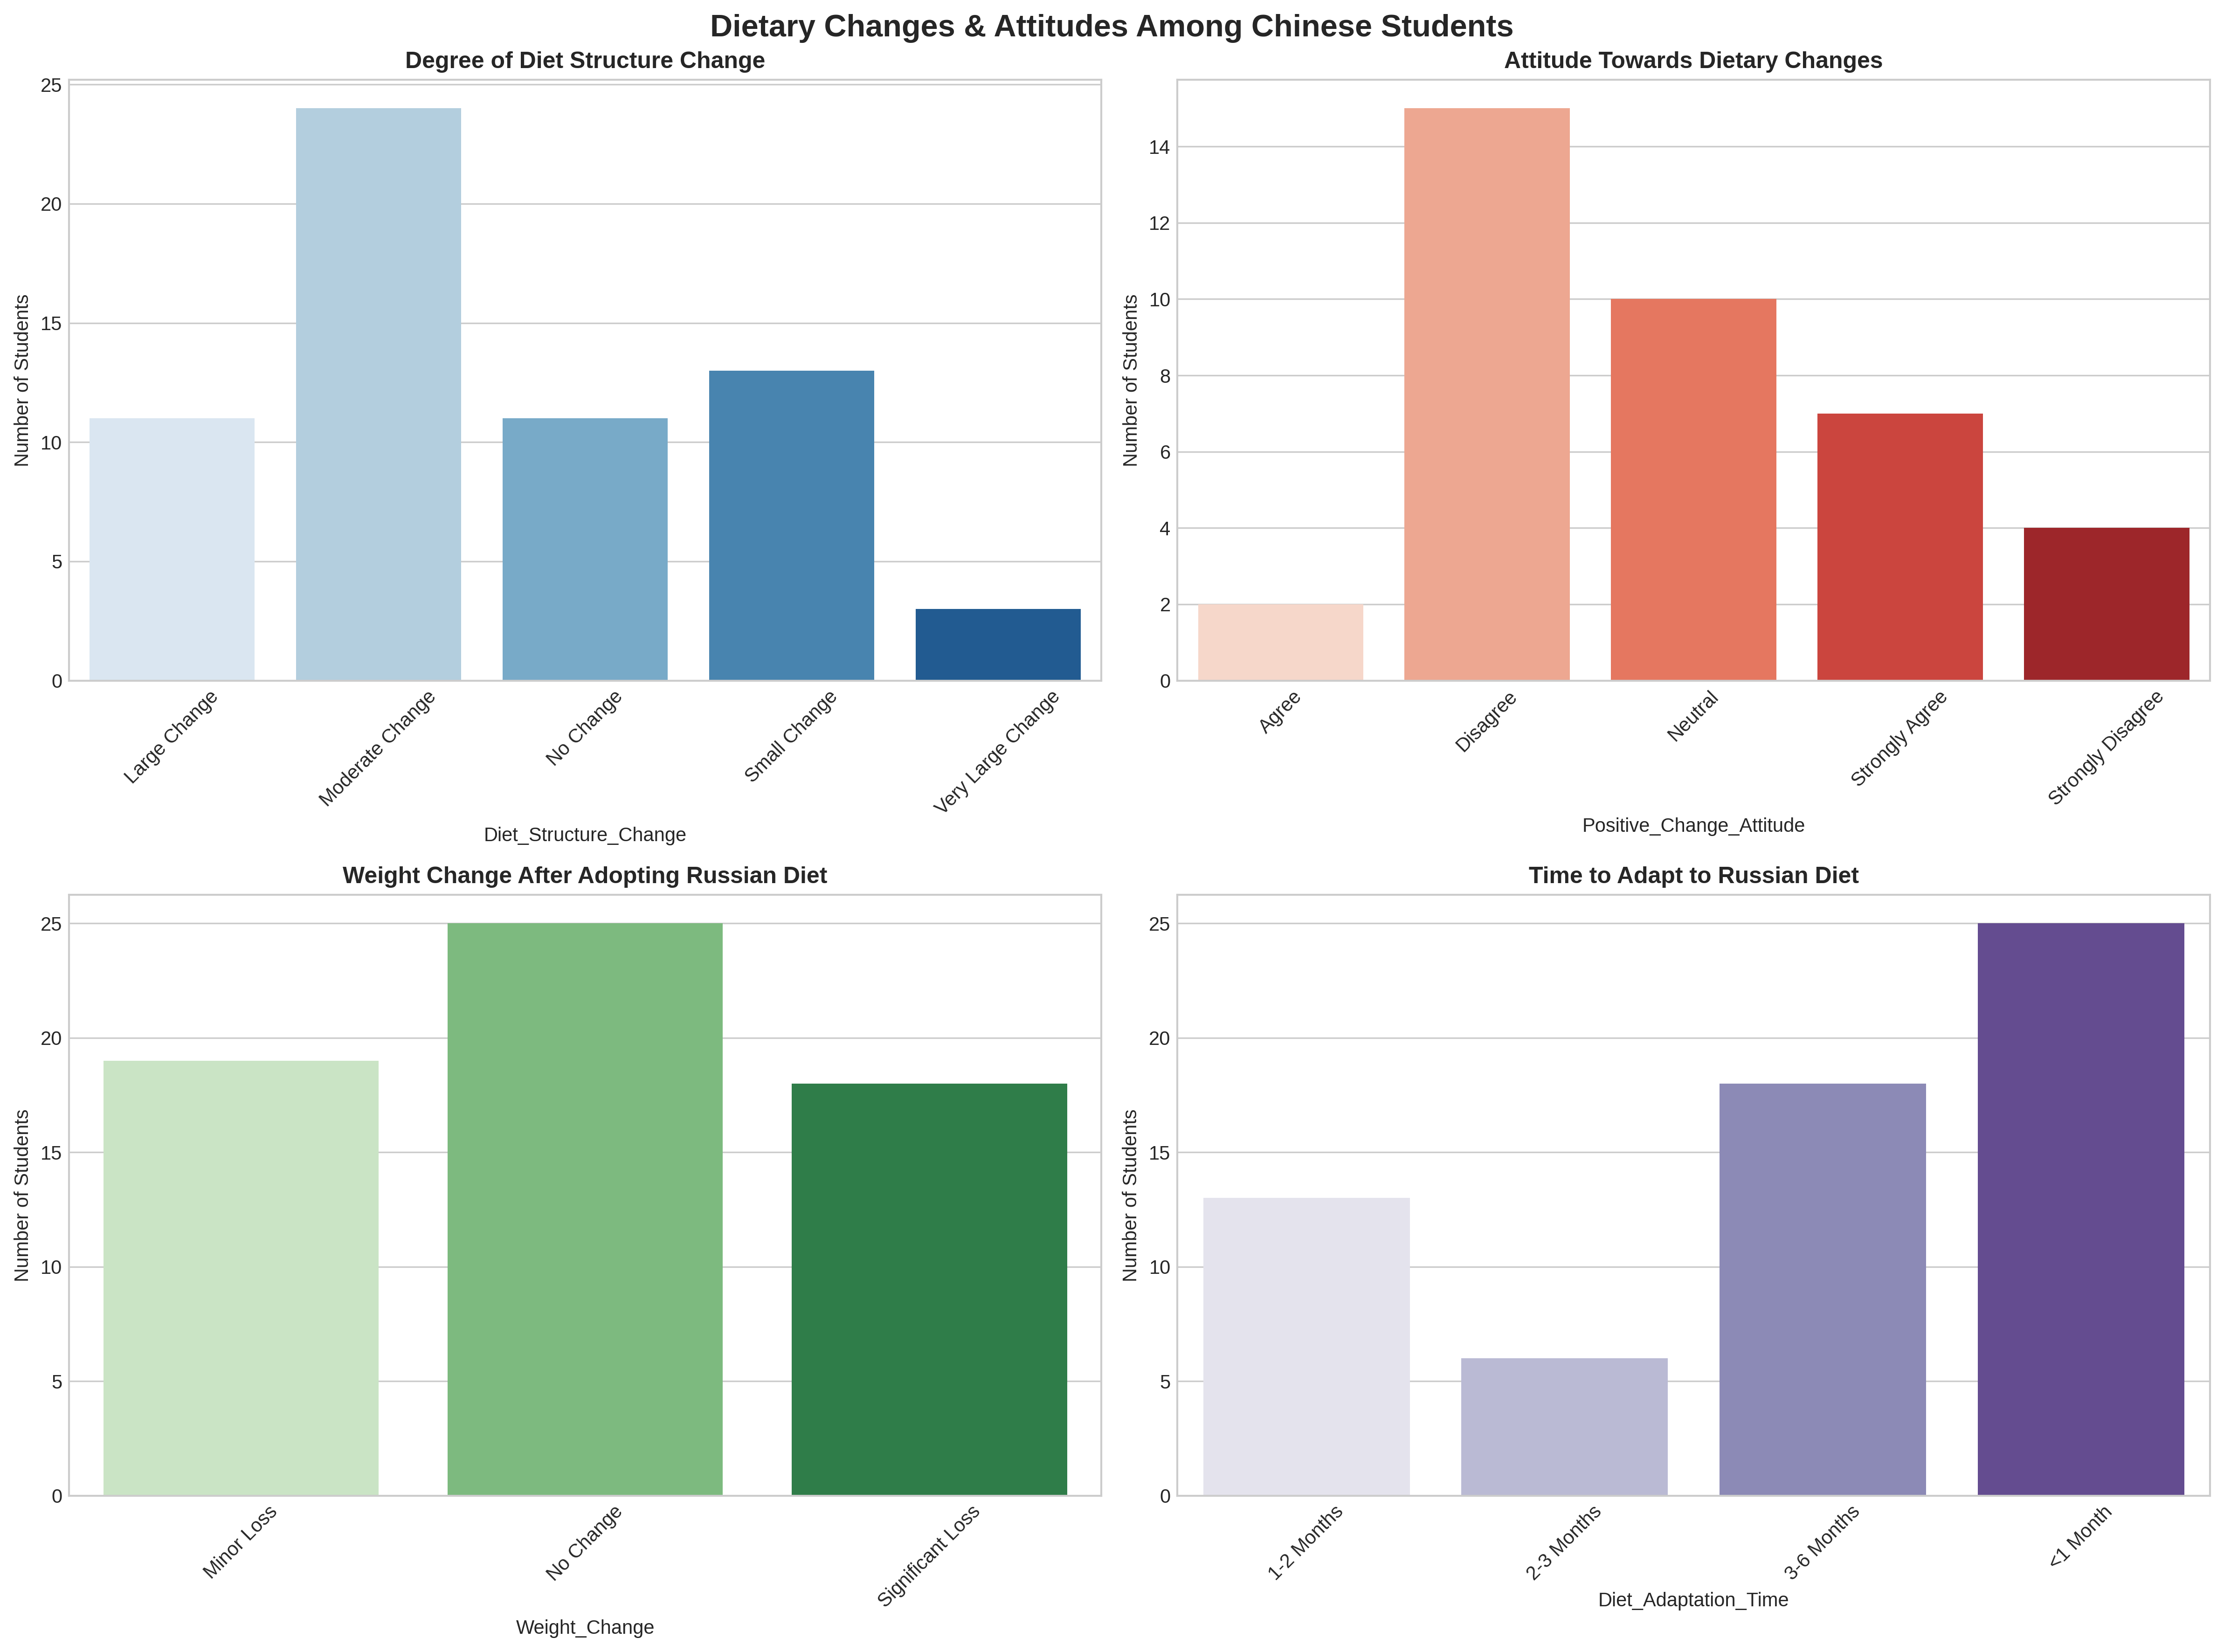 Dietary Changes & Attitudes Among Chinese Students
Degree of Diet Structure Change
Number of Students
25
20
15
10
5
0
Large Change
Moderate Change
No Change
Small Change
Very Large Change
Diet_Structure_Change
Attitude Towards Dietary Changes
Number of Students
14
12
10
8
6
4
2
0
Agree
Disagree
Neutral
Strongly Agree
Strongly Disagree
Positive_Change_Attitude
Weight Change After Adopting Russian Diet
Number of Students
25
20
15
10
5
0
Minor Loss
No Change
Significant Loss
Weight_Change
Time to Adapt to Russian Diet
Number of Students
25
20
15
10
5
0
1-2 Months
2-3 Months
3-6 Months
<1 Month
Diet_Adaptation_Time